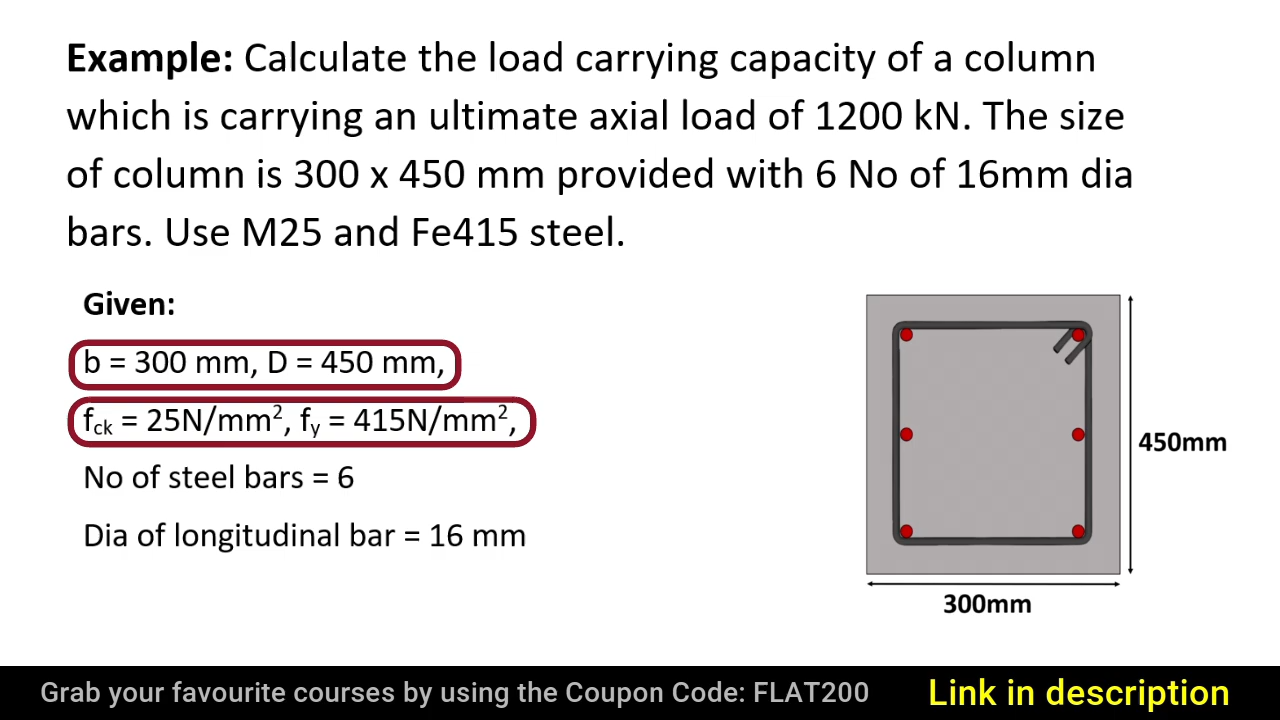 Example: Calculate the load carrying capacity of a column
which is carrying an ultimate axial load of 1200 kN. The size
of column is 300 x 450 mm provided with 6 No of 16mm dia
bars. Use M25 and Fe415 steel.
Given:
b = 300 mm, D = 450 mm,
fck = 25N/mm², fy = 415N/mm²,
No of steel bars = 6
Dia of longitudinal bar = 16 mm
450mm
300mm
Grab your favourite courses by using the Coupon Code: FLAT200
Link in description